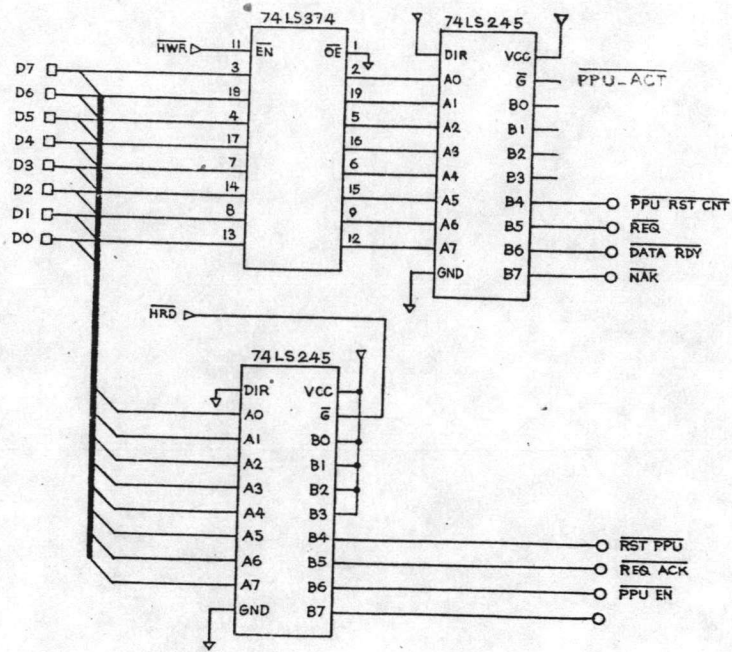 74LS374
74LS245
HWR 11 EN OE 1
DIR VCC
D7 3 2 A0 G PPU_ACT
D6 18 19 A1 B0
D5 4 5 A2 B1
D4 17 16 A3 B2
D3 7 6 A4 B3
D2 14 15 A5 B4 PPU RST CNT
D1 8 9 A6 B5 REQ
D0 13 12 A7 B6 DATA RDY
GND B7 NAK
HRD
74LS245
DIR VCC
A0 G
A1 B0
A2 B1
A3 B2
A4 B3
A5 B4 RST PPU
A6 B5 REQ ACK
A7 B6 PPU EN
GND B7